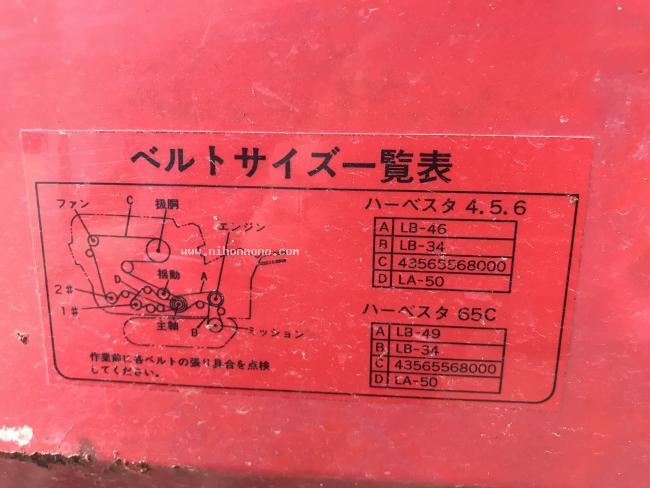 ベルトサイズ一覧表
ファン
C
扱胴
エンジン
www.nihonmono.com
D
揺動
A
2#
1#
主軸
B
ミッション
作業前に各ベルトの張り具合を点検
してください。
ハーベスタ 4.5.6
A LB-46
B LB-34
C 43565568000
D LA-50
ハーベスタ 65C
A LB-49
B LB-34
C 43565568000
D LA-50